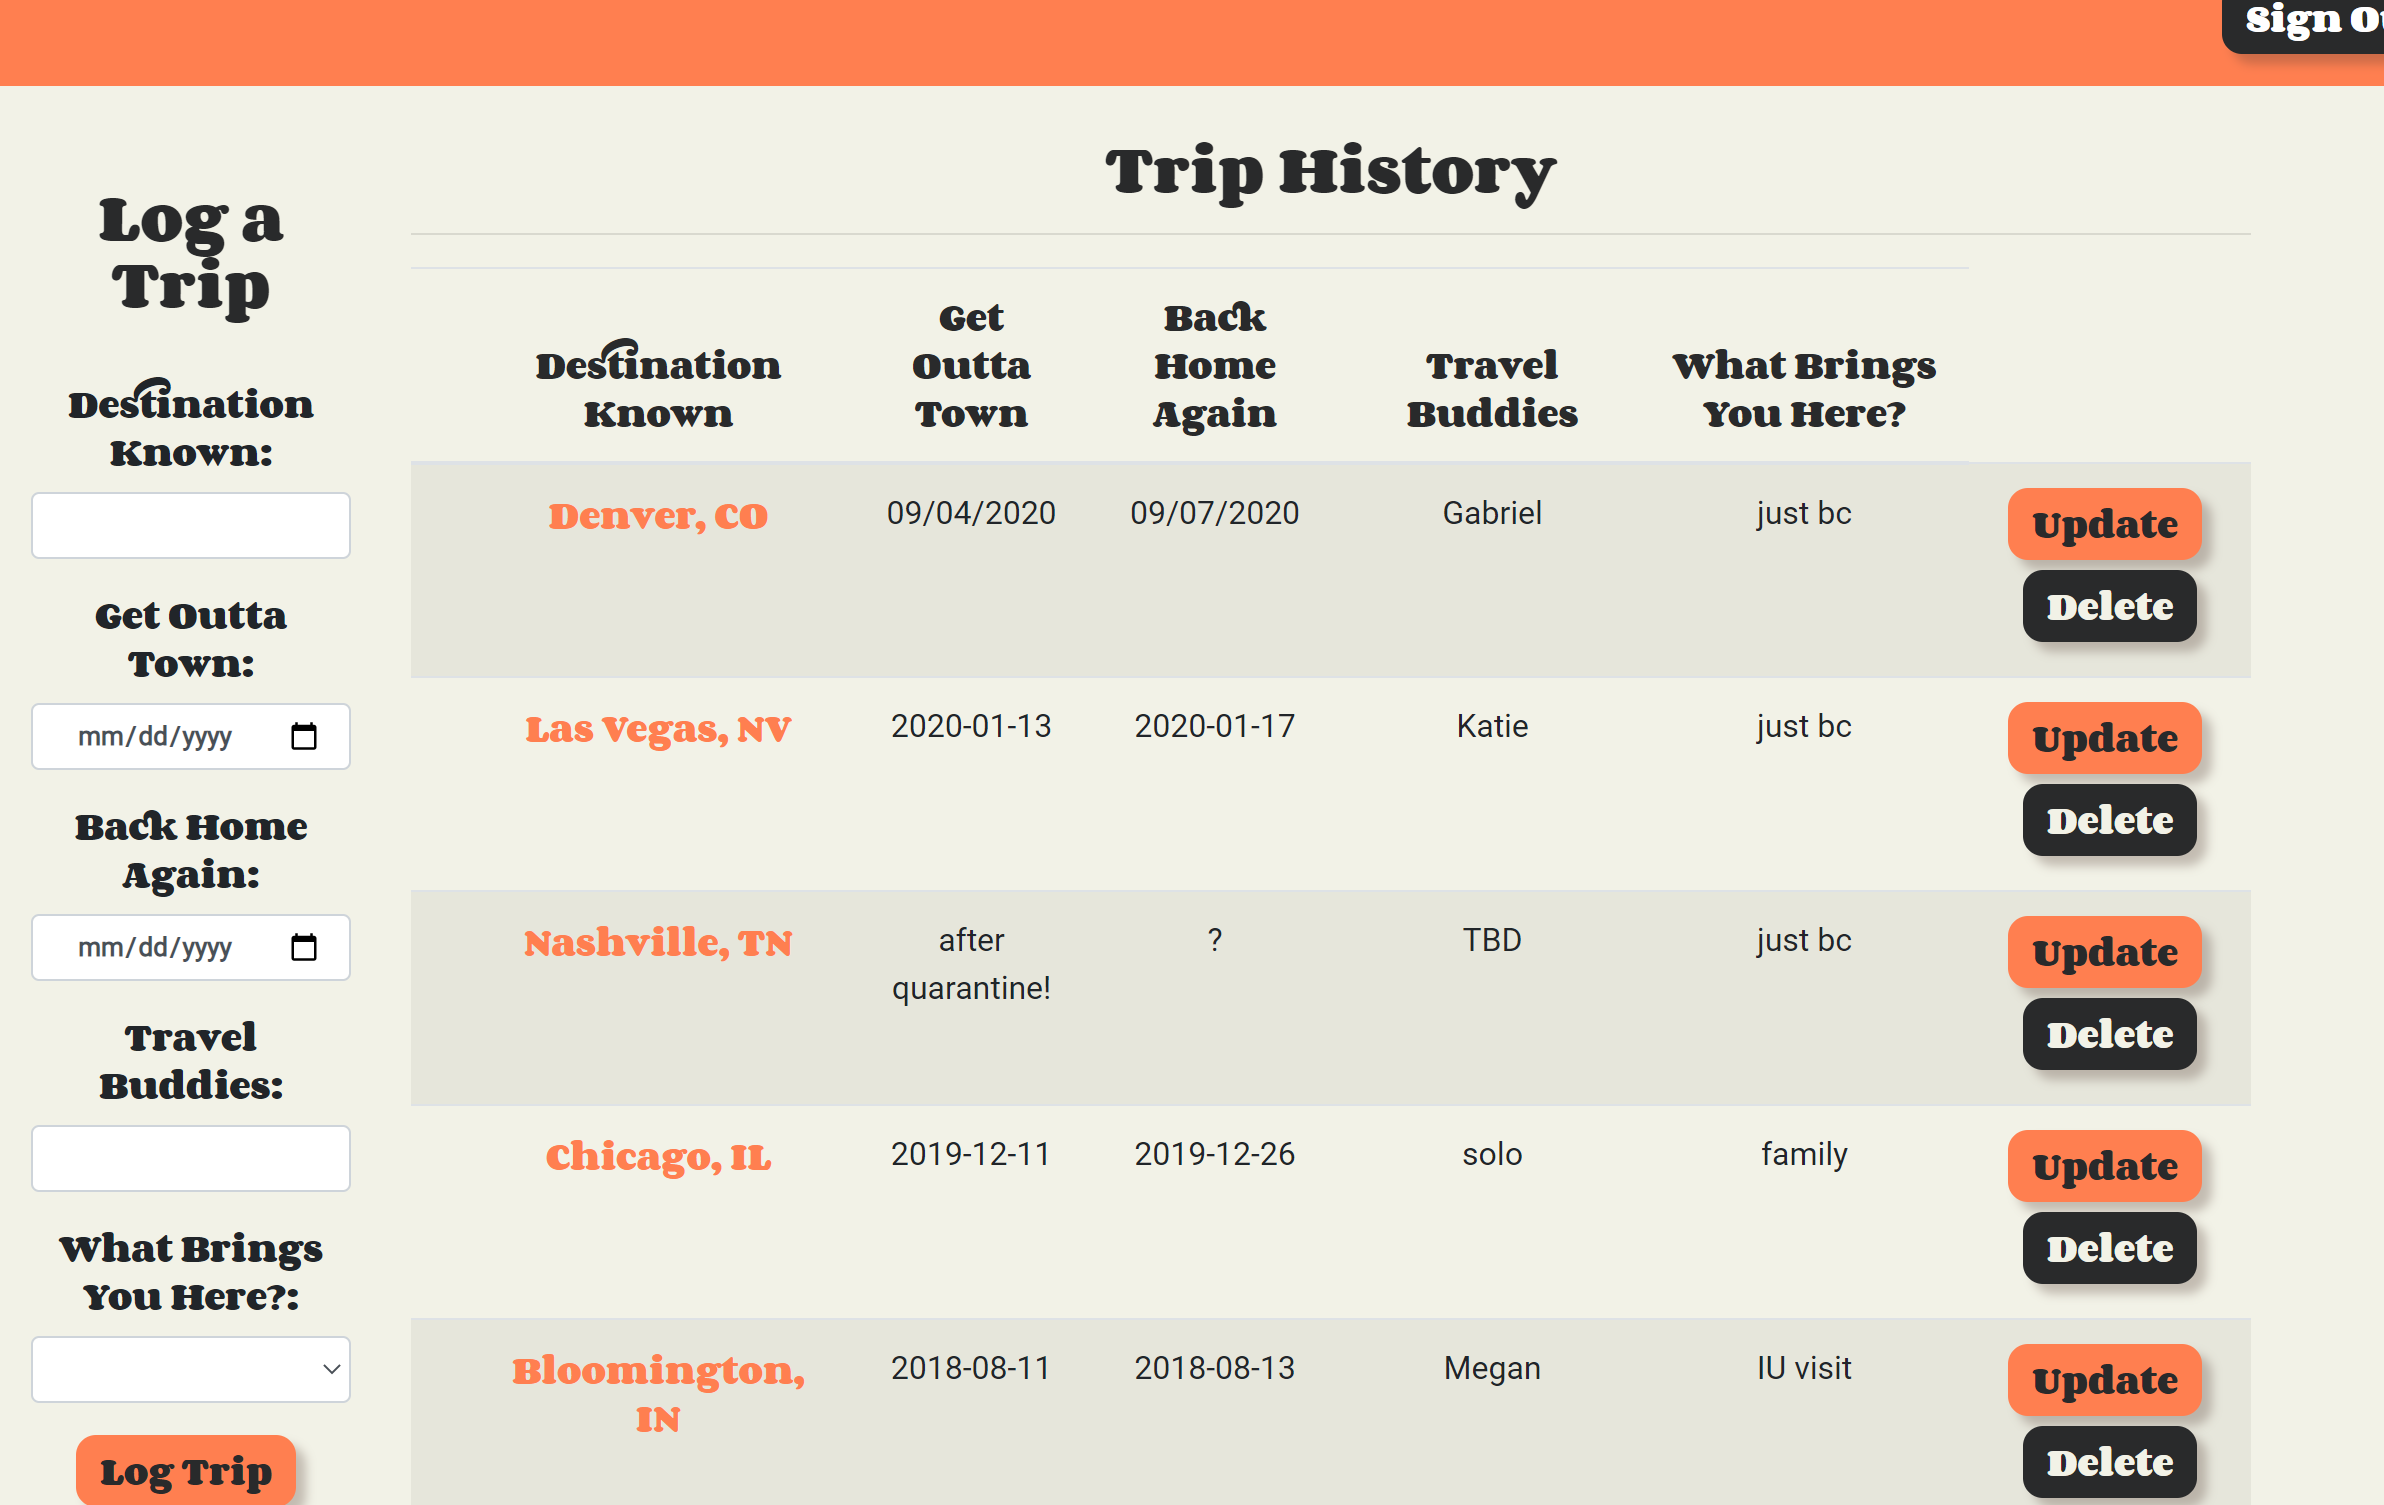 Sign O
Trip History
Log a
Trip
Destination
Known:
Get Outta
Town:
mm/dd/yyyy
Back Home
Again:
mm/dd/yyyy
Travel
Buddies:
What Brings
You Here?:
Log Trip
Destination
Known
Get
Outta
Town
Back
Home
Again
Travel
Buddies
What Brings
You Here?
Denver, CO 09/04/2020 09/07/2020 Gabriel just bc Update
Delete
Las Vegas, NV 2020-01-13 2020-01-17 Katie just bc Update
Delete
Nashville, TN after ? TBD just bc Update
quarantine!
Delete
Chicago, IL 2019-12-11 2019-12-26 solo family Update
Delete
Bloomington, 2018-08-11 2018-08-13 Megan IU visit Update
IN
Delete